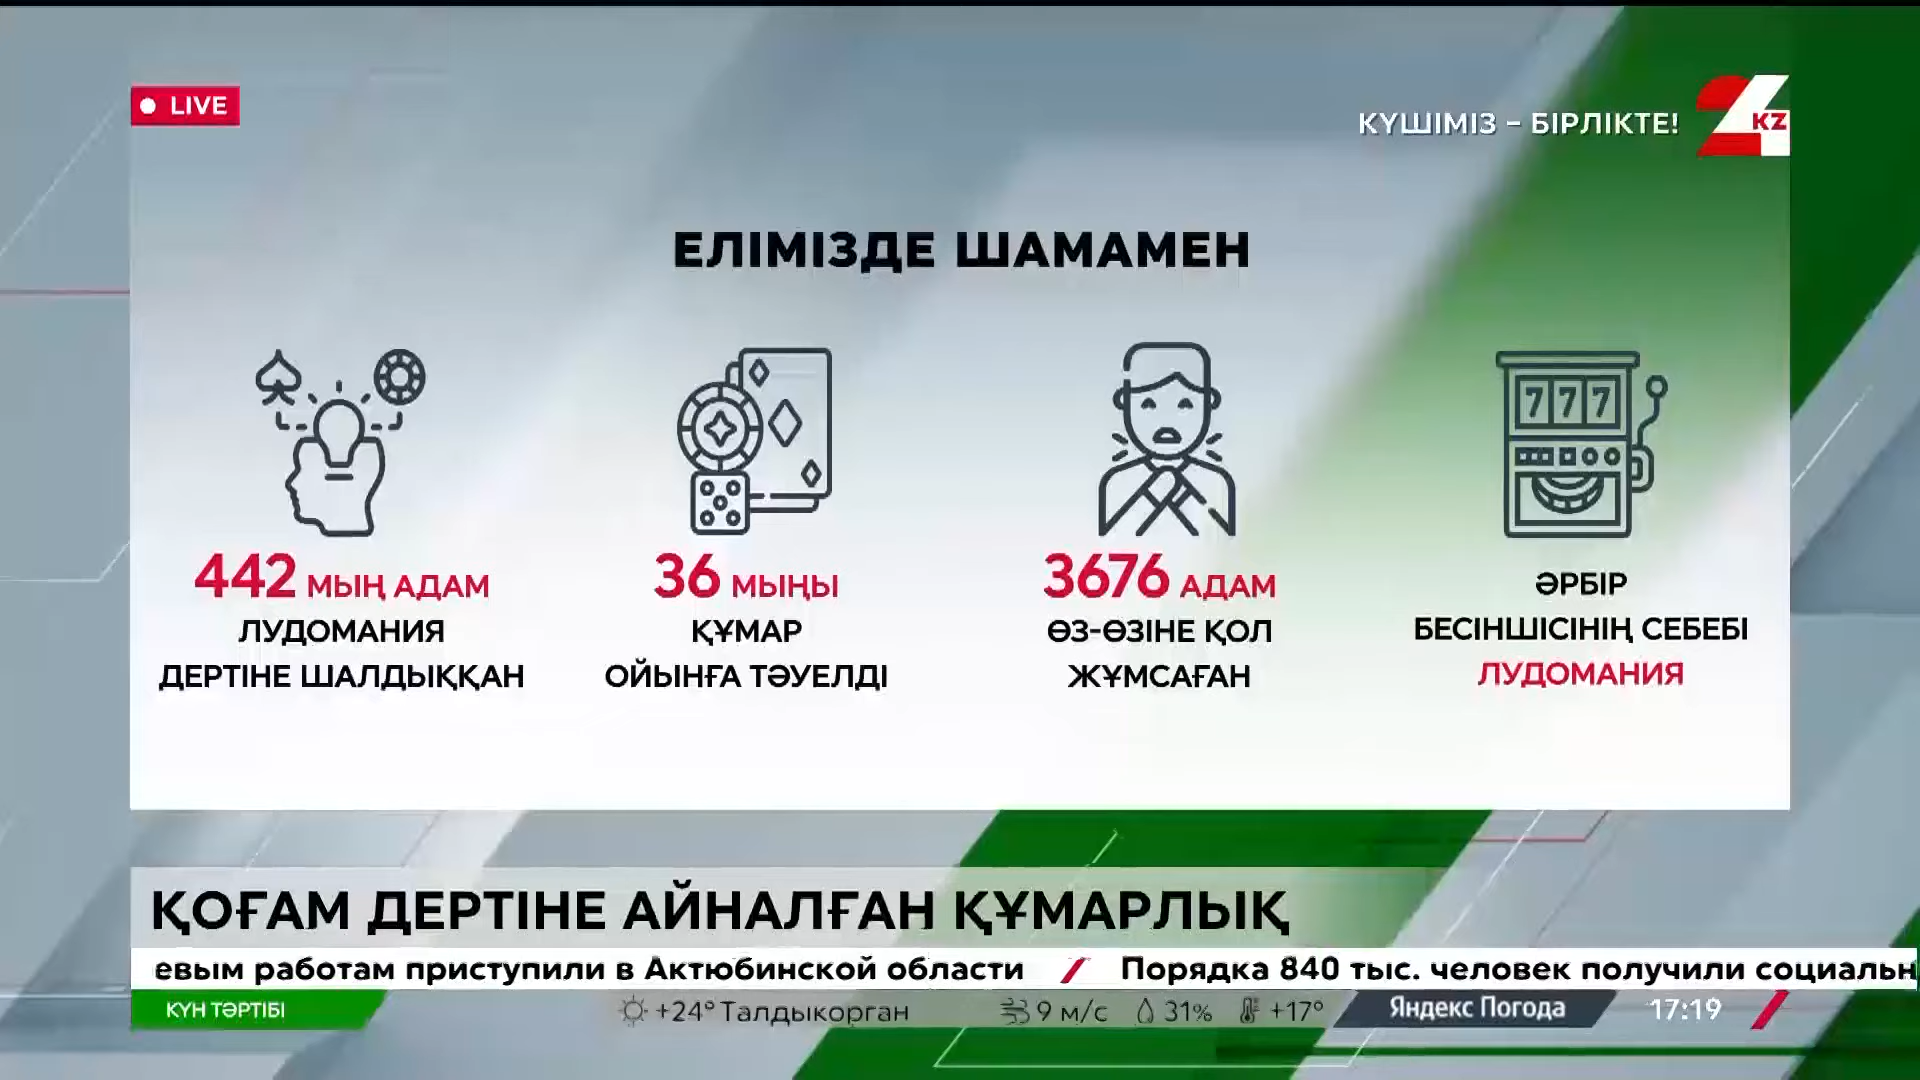 LIVE
КҮШІМІЗ – БІРЛІКТЕ!
24 KZ
ЕЛІМІЗДЕ ШАМАМЕН
777
442 МЫҢ АДАМ
ЛУДОМАНИЯ
ДЕРТІНЕ ШАЛДЫҚҚАН
36 МЫҢЫ
ҚҰМАР
ОЙЫНҒА ТӘУЕЛДІ
3676 АДАМ
ӨЗ-ӨЗІНЕ ҚОЛ
ЖҰМСАҒАН
ӘРБІР
БЕСІНШІСІНІҢ СЕБЕБІ
ЛУДОМАНИЯ
ҚОҒАМ ДЕРТІНЕ АЙНАЛҒАН ҚҰМАРЛЫҚ
евым работам приступили в Актюбинской области / Порядка 840 тыс. человек получили социальн
КҮН ТӘРТІБІ
+24° Талдыкорган 9 м/с 31% +17° Яндекс Погода 17:19